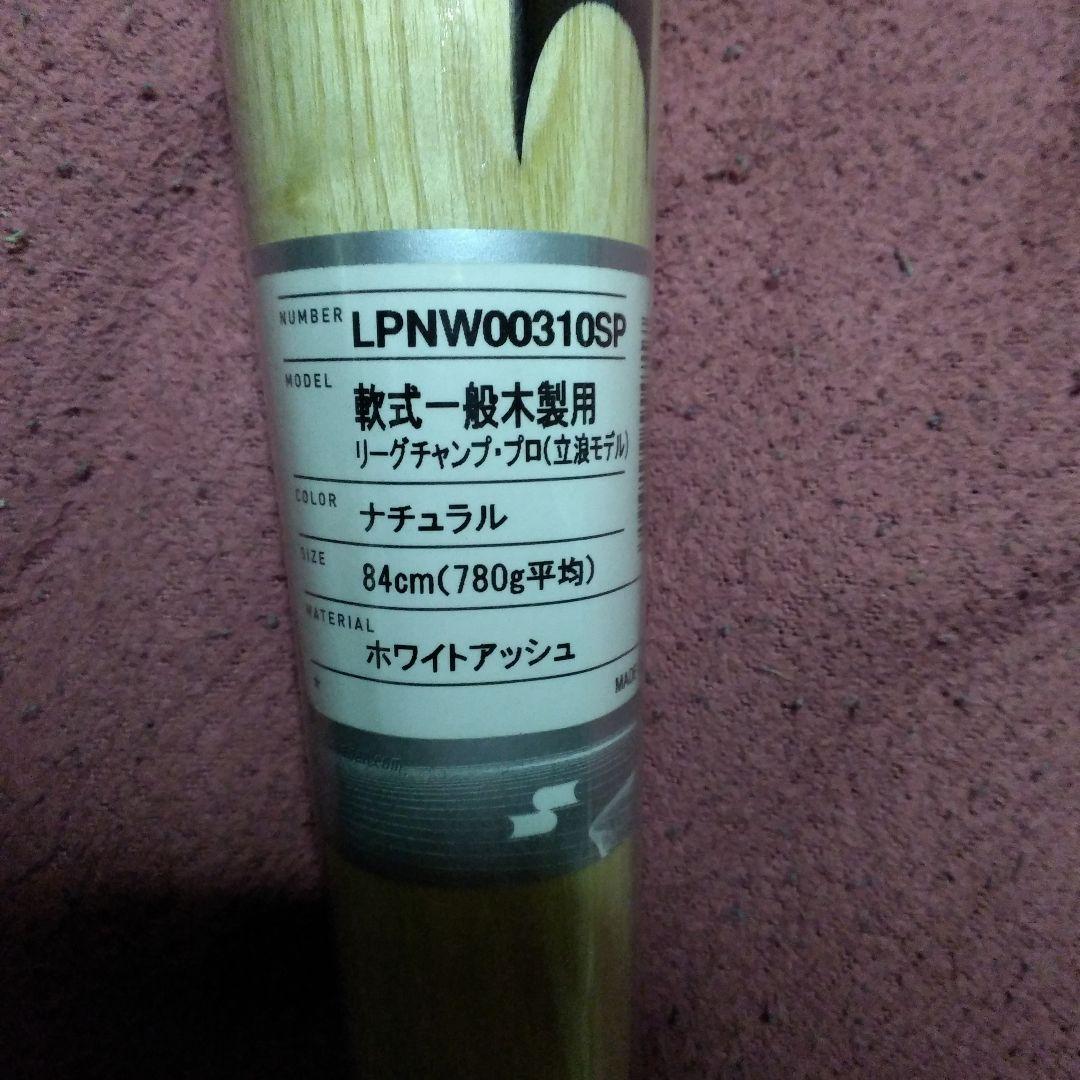 NUMBER LPNW00310SP
MODEL 軟式一般木製用
リーグチャンプ・プロ(立浪モデル)
COLOR ナチュラル
SIZE 84cm(780g平均)
MATERIAL ホワイトアッシュ
MADE